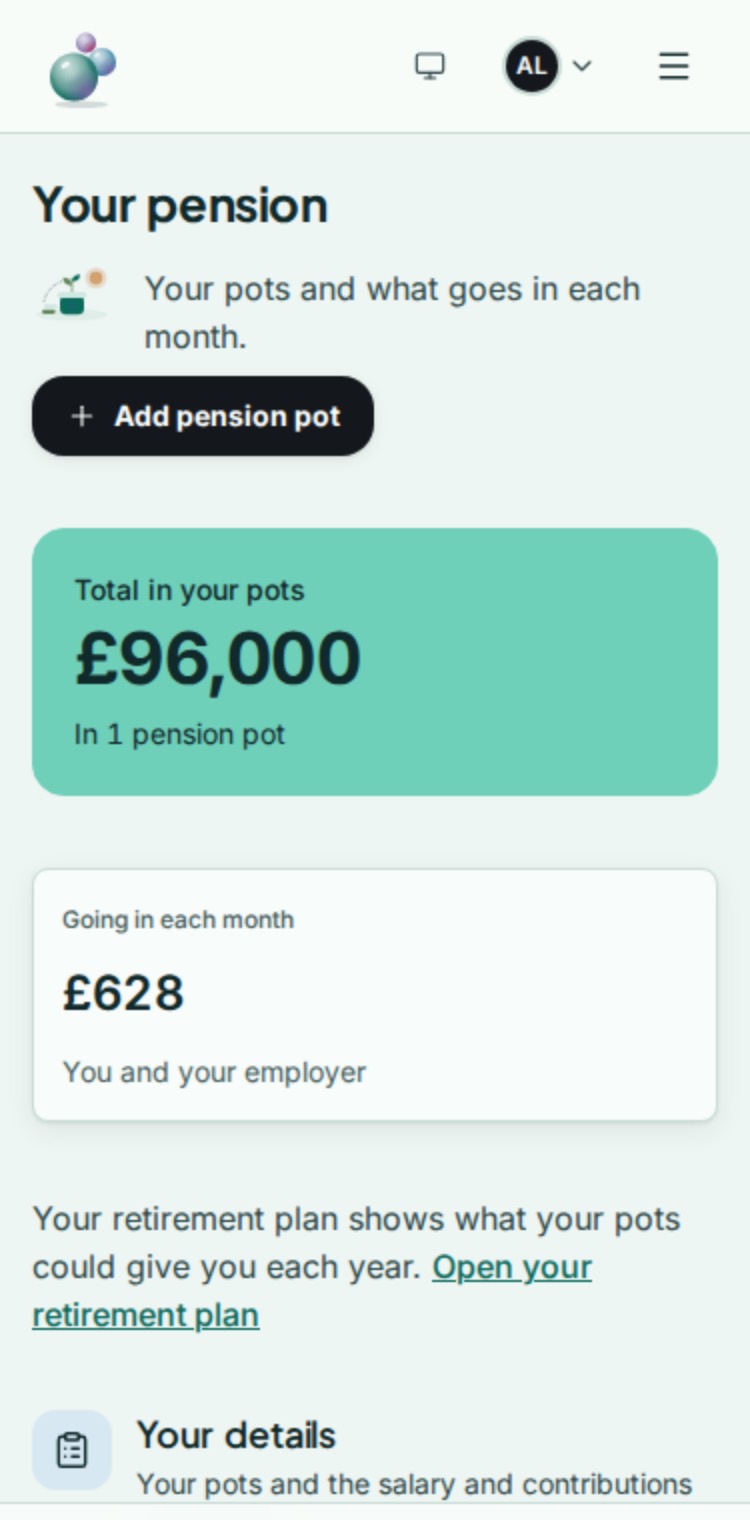 AL
Your pension
Your pots and what goes in each
month.
Add pension pot
Total in your pots
£96,000
In 1 pension pot
Going in each month
£628
You and your employer
Your retirement plan shows what your pots
could give you each year. Open your
retirement plan
Your details
Your pots and the salary and contributions